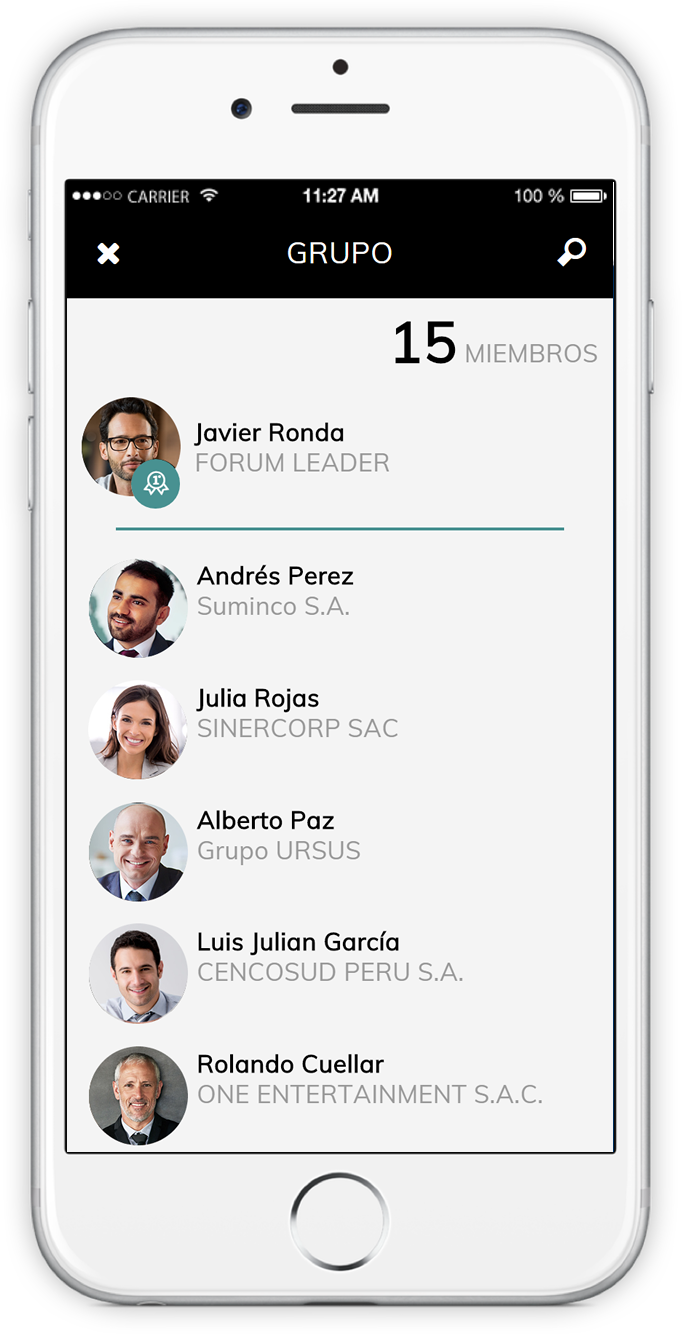 CARRIER 11:27 AM 100 %
GRUPO
15 MIEMBROS
Javier Ronda
FORUM LEADER
1
Andrés Perez
Suminco S.A.
Julia Rojas
SINERCORP SAC
Alberto Paz
Grupo URSUS
Luis Julian García
CENCOSUD PERU S.A.
Rolando Cuellar
ONE ENTERTAINMENT S.A.C.